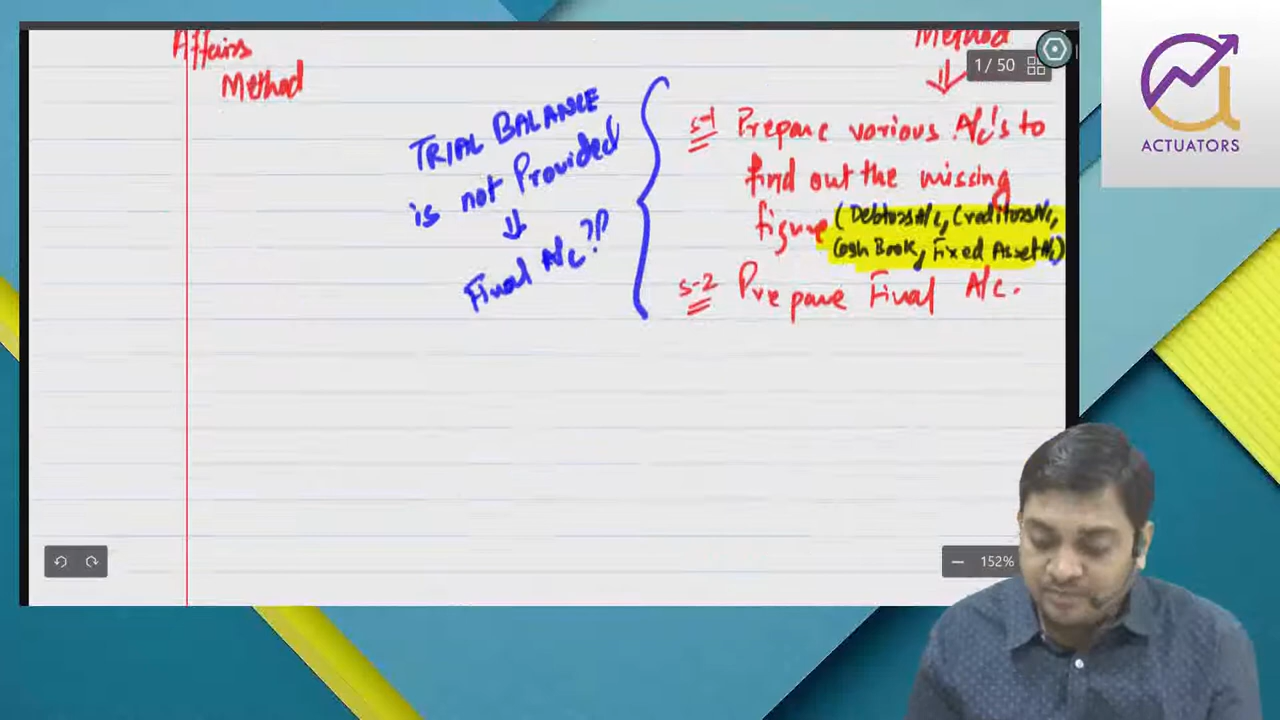 Affairs
Method
TRIAL BALANCE
is not Provided
Final A/c ??
Method
S-1 Prepare various A/c's to
find out the missing
figure (Debtors A/c, Creditors A/c,
Cash Book, Fixed Asset A/c)
S-2 Prepare Final A/c.
1 / 50
152%
ACTUATORS